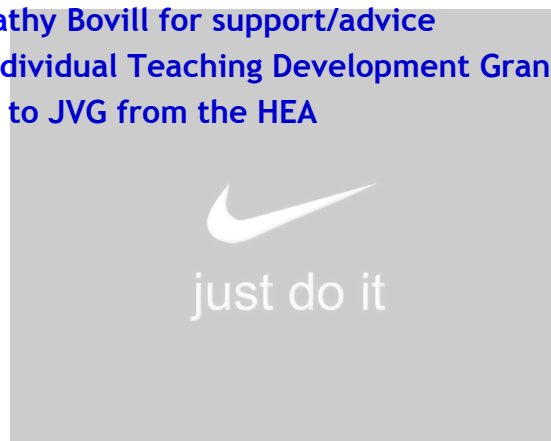 athy Bovill for support/advice
dividual Teaching Development Gran
to JVG from the HEA
just do it